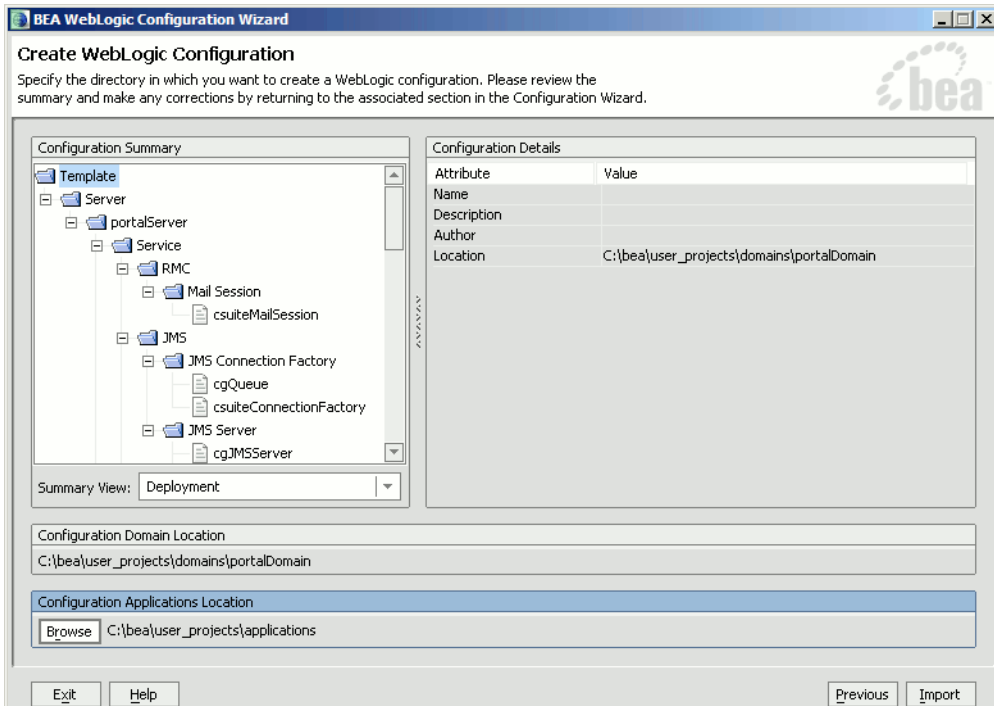 BEA WebLogic Configuration Wizard
Create WebLogic Configuration
Specify the directory in which you want to create a WebLogic configuration. Please review the
summary and make any corrections by returning to the associated section in the Configuration Wizard.
bea
Configuration Summary
Template
Server
portalServer
Service
RMC
Mail Session
csuiteMailSession
JMS
JMS Connection Factory
cgQueue
csuiteConnectionFactory
JMS Server
cgJMSServer
Summary View: Deployment
Configuration Details
Attribute Value
Name
Description
Author
Location C:\bea\user_projects\domains\portalDomain
Configuration Domain Location
C:\bea\user_projects\domains\portalDomain
Configuration Applications Location
Browse C:\bea\user_projects\applications
Exit Help Previous Import